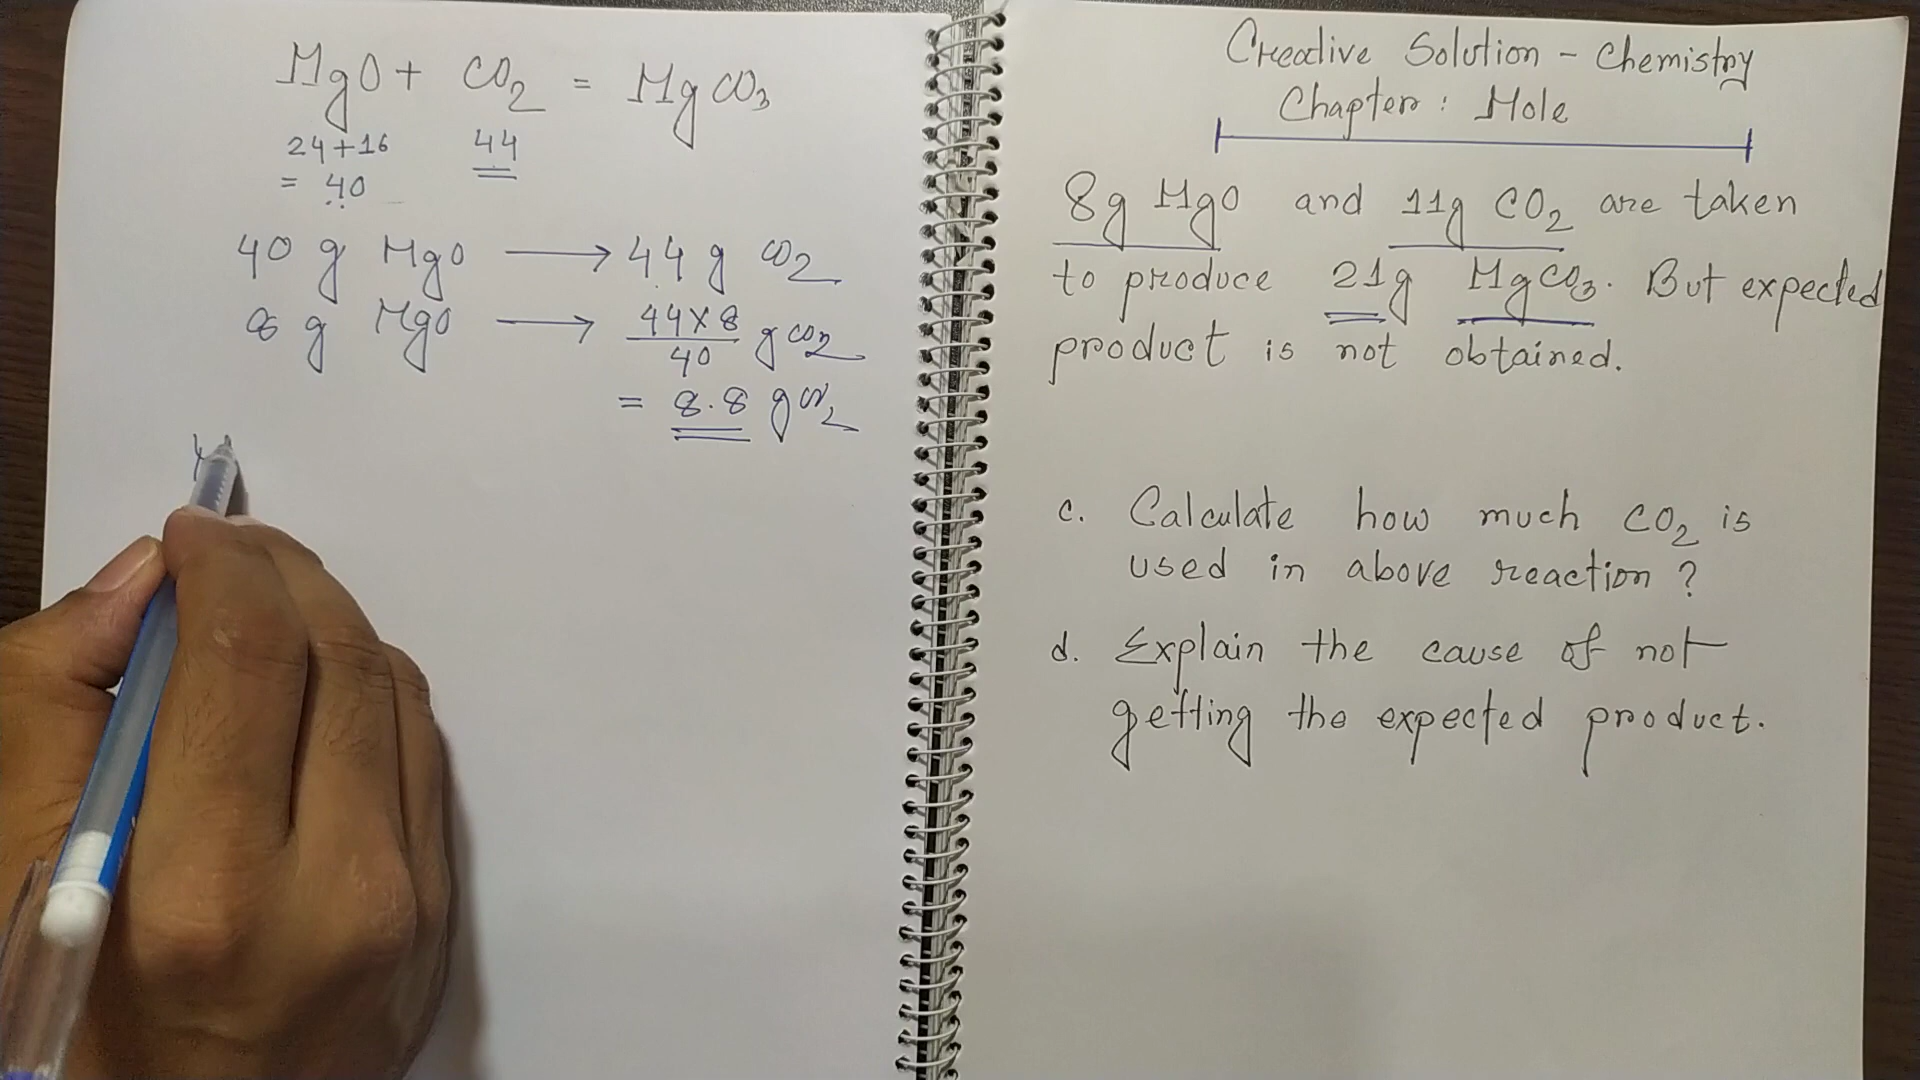 MgO + CO2 = MgCO3
24+16 44
= 40
40 g MgO → 44 g CO2
8 g MgO → 44×8/40 g CO2
= 8.8 g CO2
Creative Solution - Chemistry
Chapter: Mole
8g MgO and 11g CO2 are taken
to produce 21g MgCO3. But expected
product is not obtained.
c. Calculate how much CO2 is
used in above reaction?
d. Explain the cause of not
getting the expected product.